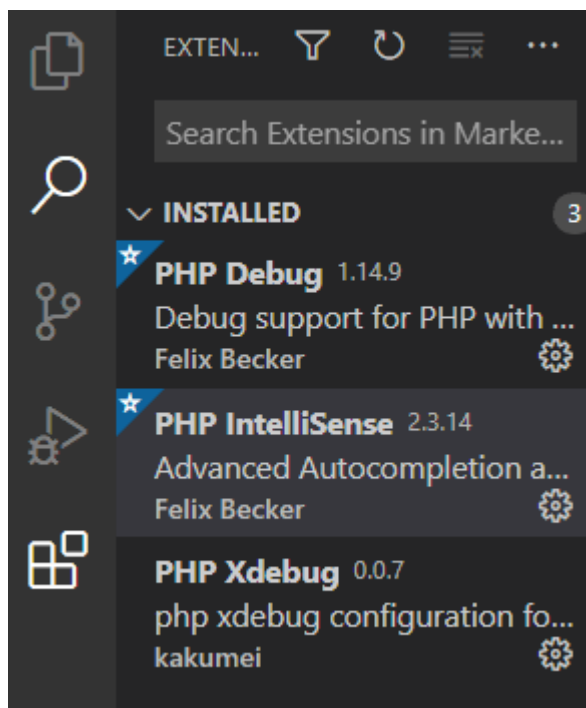 EXTEN...
Search Extensions in Marke...
INSTALLED 3
PHP Debug 1.14.9
Debug support for PHP with ...
Felix Becker
PHP IntelliSense 2.3.14
Advanced Autocompletion a...
Felix Becker
PHP Xdebug 0.0.7
php xdebug configuration fo...
kakumei